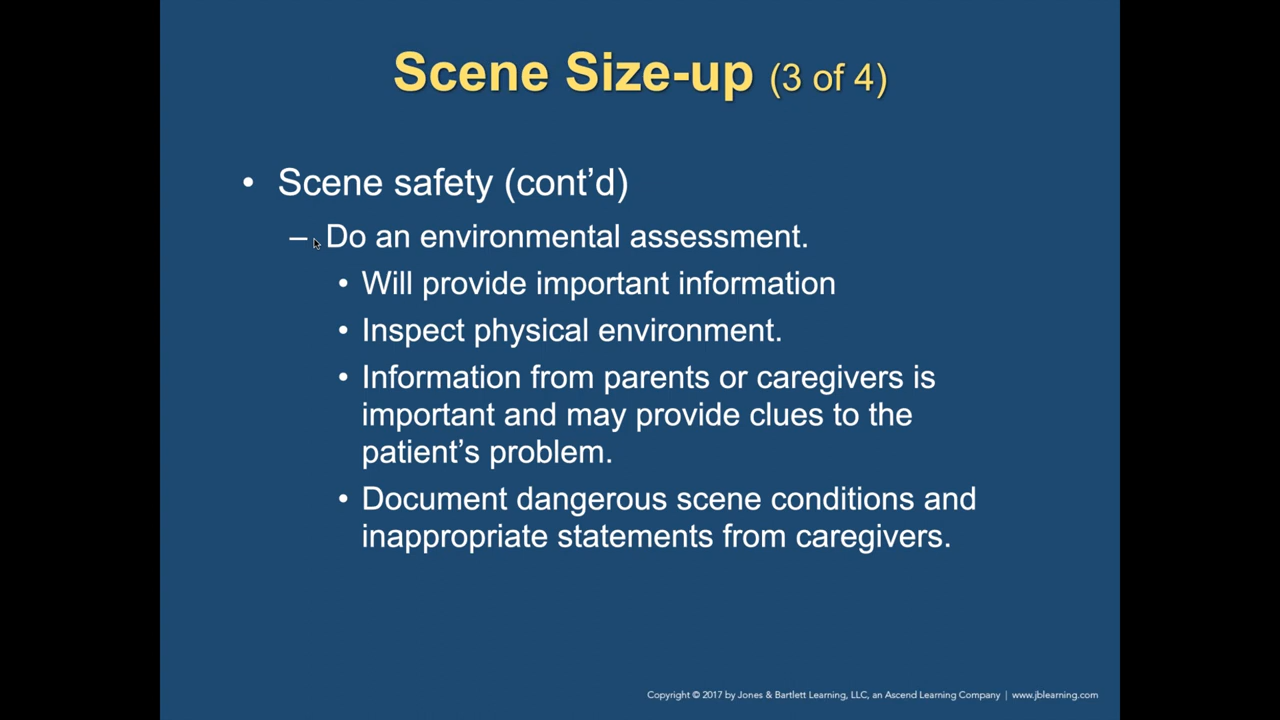 Scene Size-up (3 of 4)
• Scene safety (cont’d)
– Do an environmental assessment.
• Will provide important information
• Inspect physical environment.
• Information from parents or caregivers is
important and may provide clues to the
patient’s problem.
• Document dangerous scene conditions and
inappropriate statements from caregivers.
Copyright © 2017 by Jones & Bartlett Learning, LLC, an Ascend Learning Company | www.jblearning.com